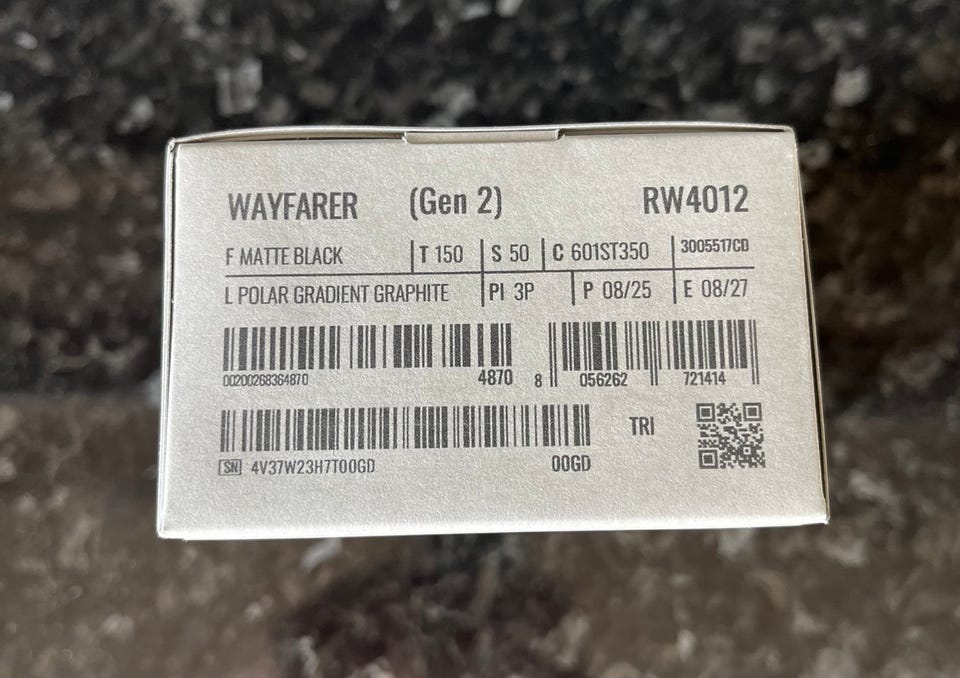 WAYFARER (Gen 2) RW4012
F MATTE BLACK T 150 S 50 C 601ST350 3005517CD
L POLAR GRADIENT GRAPHITE PI 3P P 08/25 E 08/27
00200268364870 4870 8 056262 721414
TRI
SN 4V37W23H7T00GD 00GD